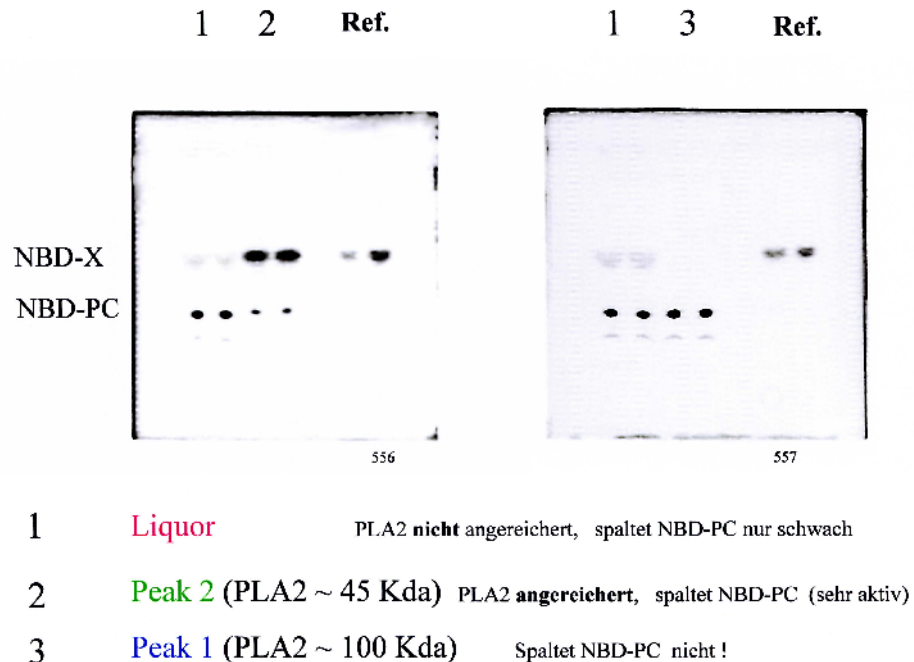 1 2 Ref. 1 3 Ref.
NBD-X
NBD-PC
556 557
1 Liquor PLA2 nicht angereichert, spaltet NBD-PC nur schwach
2 Peak 2 (PLA2 ~ 45 Kda) PLA2 angereichert, spaltet NBD-PC (sehr aktiv)
3 Peak 1 (PLA2 ~ 100 Kda) Spaltet NBD-PC nicht !